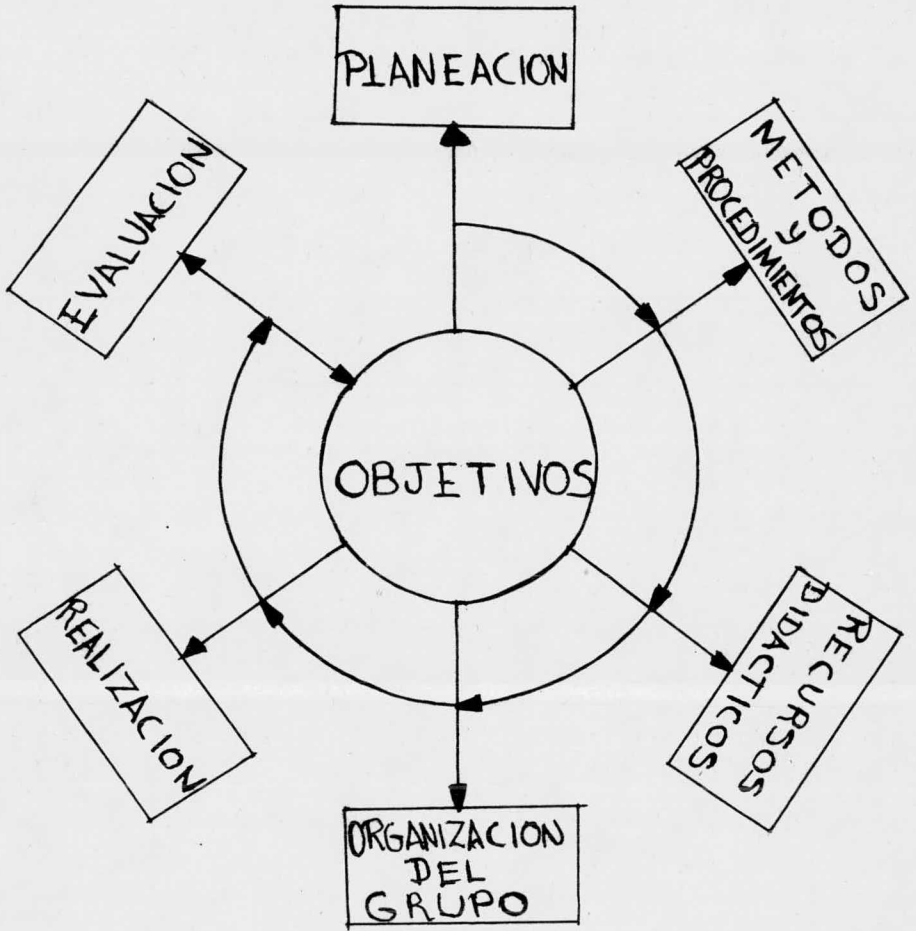 PLANEACION
METODOS
y
PROCEDIMIENTOS
RECURSOS
DIDACTICOS
ORGANIZACION
DEL
GRUPO
REALIZACION
EVALUACION
OBJETIVOS